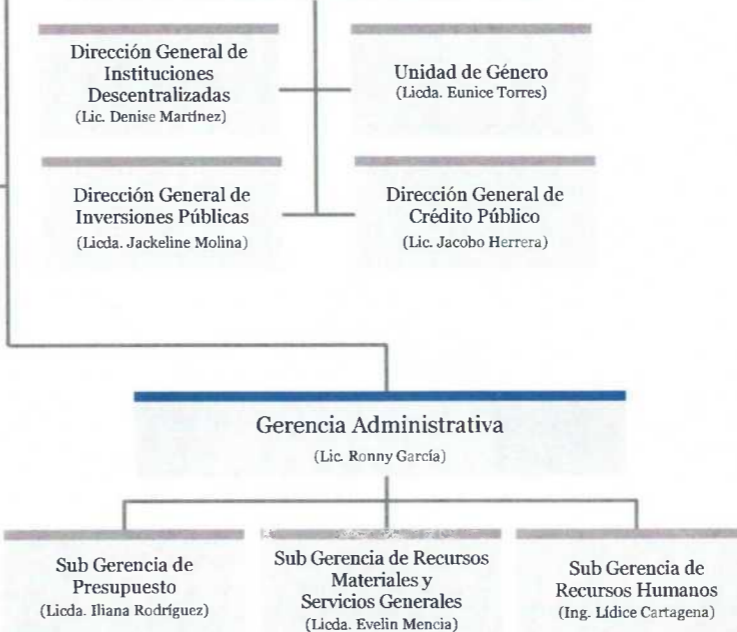 Dirección General de
Instituciones
Descentralizadas
(Lic. Denise Martínez)
Unidad de Género
(Licda. Eunice Torres)
Dirección General de
Inversiones Públicas
(Licda. Jackeline Molina)
Dirección General de
Crédito Público
(Lic. Jacobo Herrera)
Gerencia Administrativa
(Lic. Ronny García)
Sub Gerencia de
Presupuesto
(Licda. Iliana Rodríguez)
Sub Gerencia de Recursos
Materiales y
Servicios Generales
(Licda. Evelin Mencia)
Sub Gerencia de
Recursos Humanos
(Ing. Lídice Cartagena)